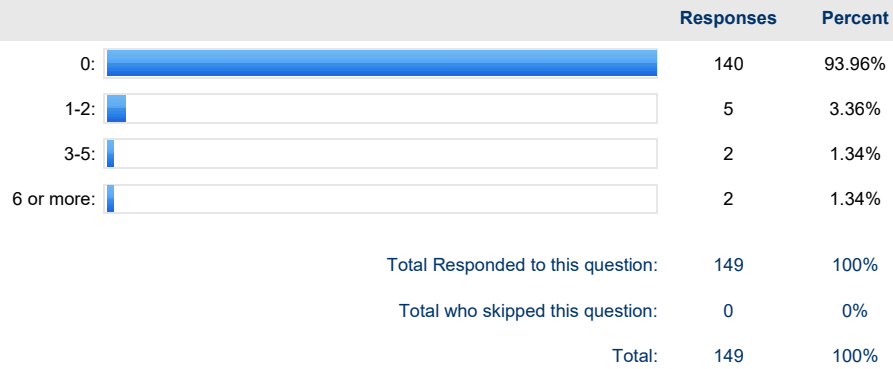 Responses Percent
0: 140 93.96%
1-2: 5 3.36%
3-5: 2 1.34%
6 or more: 2 1.34%
Total Responded to this question: 149 100%
Total who skipped this question: 0 0%
Total: 149 100%